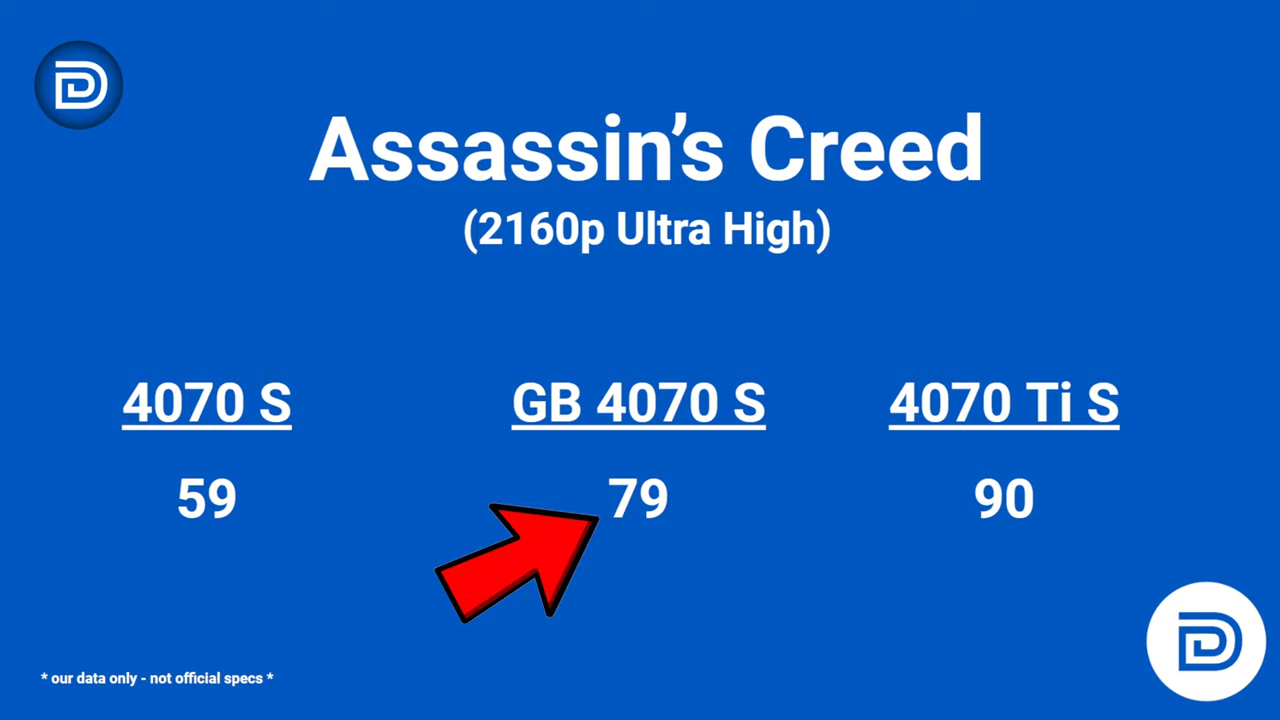 Assassin’s Creed
(2160p Ultra High)
4070 S GB 4070 S 4070 Ti S
59 79 90
* our data only - not official specs *